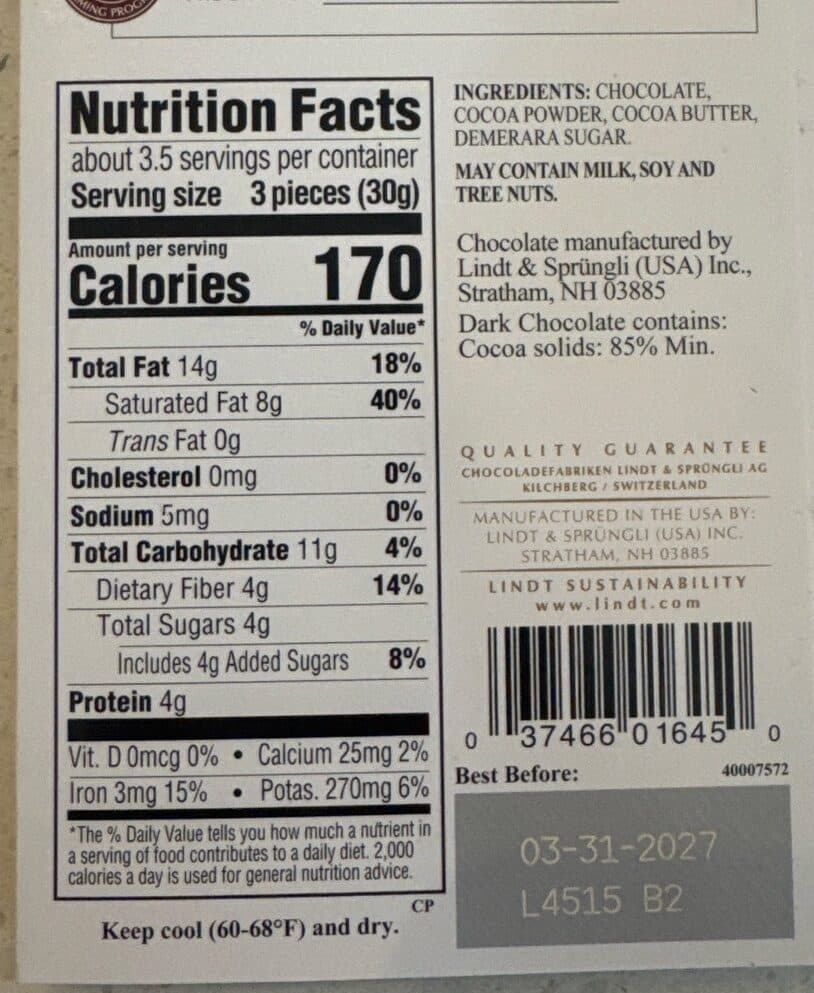 MING PROG
Nutrition Facts
about 3.5 servings per container
Serving size 3 pieces (30g)
Amount per serving
Calories 170
% Daily Value*
Total Fat 14g 18%
Saturated Fat 8g 40%
Trans Fat 0g
Cholesterol 0mg 0%
Sodium 5mg 0%
Total Carbohydrate 11g 4%
Dietary Fiber 4g 14%
Total Sugars 4g
Includes 4g Added Sugars 8%
Protein 4g
Vit. D 0mcg 0% • Calcium 25mg 2%
Iron 3mg 15% • Potas. 270mg 6%
*The % Daily Value tells you how much a nutrient in
a serving of food contributes to a daily diet. 2,000
calories a day is used for general nutrition advice.
CP
Keep cool (60-68°F) and dry.
INGREDIENTS: CHOCOLATE,
COCOA POWDER, COCOA BUTTER,
DEMERARA SUGAR.
MAY CONTAIN MILK, SOY AND
TREE NUTS.
Chocolate manufactured by
Lindt & Sprüngli (USA) Inc.,
Stratham, NH 03885
Dark Chocolate contains:
Cocoa solids: 85% Min.
QUALITY GUARANTEE
CHOCOLADEFABRIKEN LINDT & SPRÜNGLI AG
KILCHBERG / SWITZERLAND
MANUFACTURED IN THE USA BY:
LINDT & SPRÜNGLI (USA) INC.
STRATHAM, NH 03885
LINDT SUSTAINABILITY
www.lindt.com
0 37466 01645 0
Best Before: 40007572
03-31-2027
L4515 B2